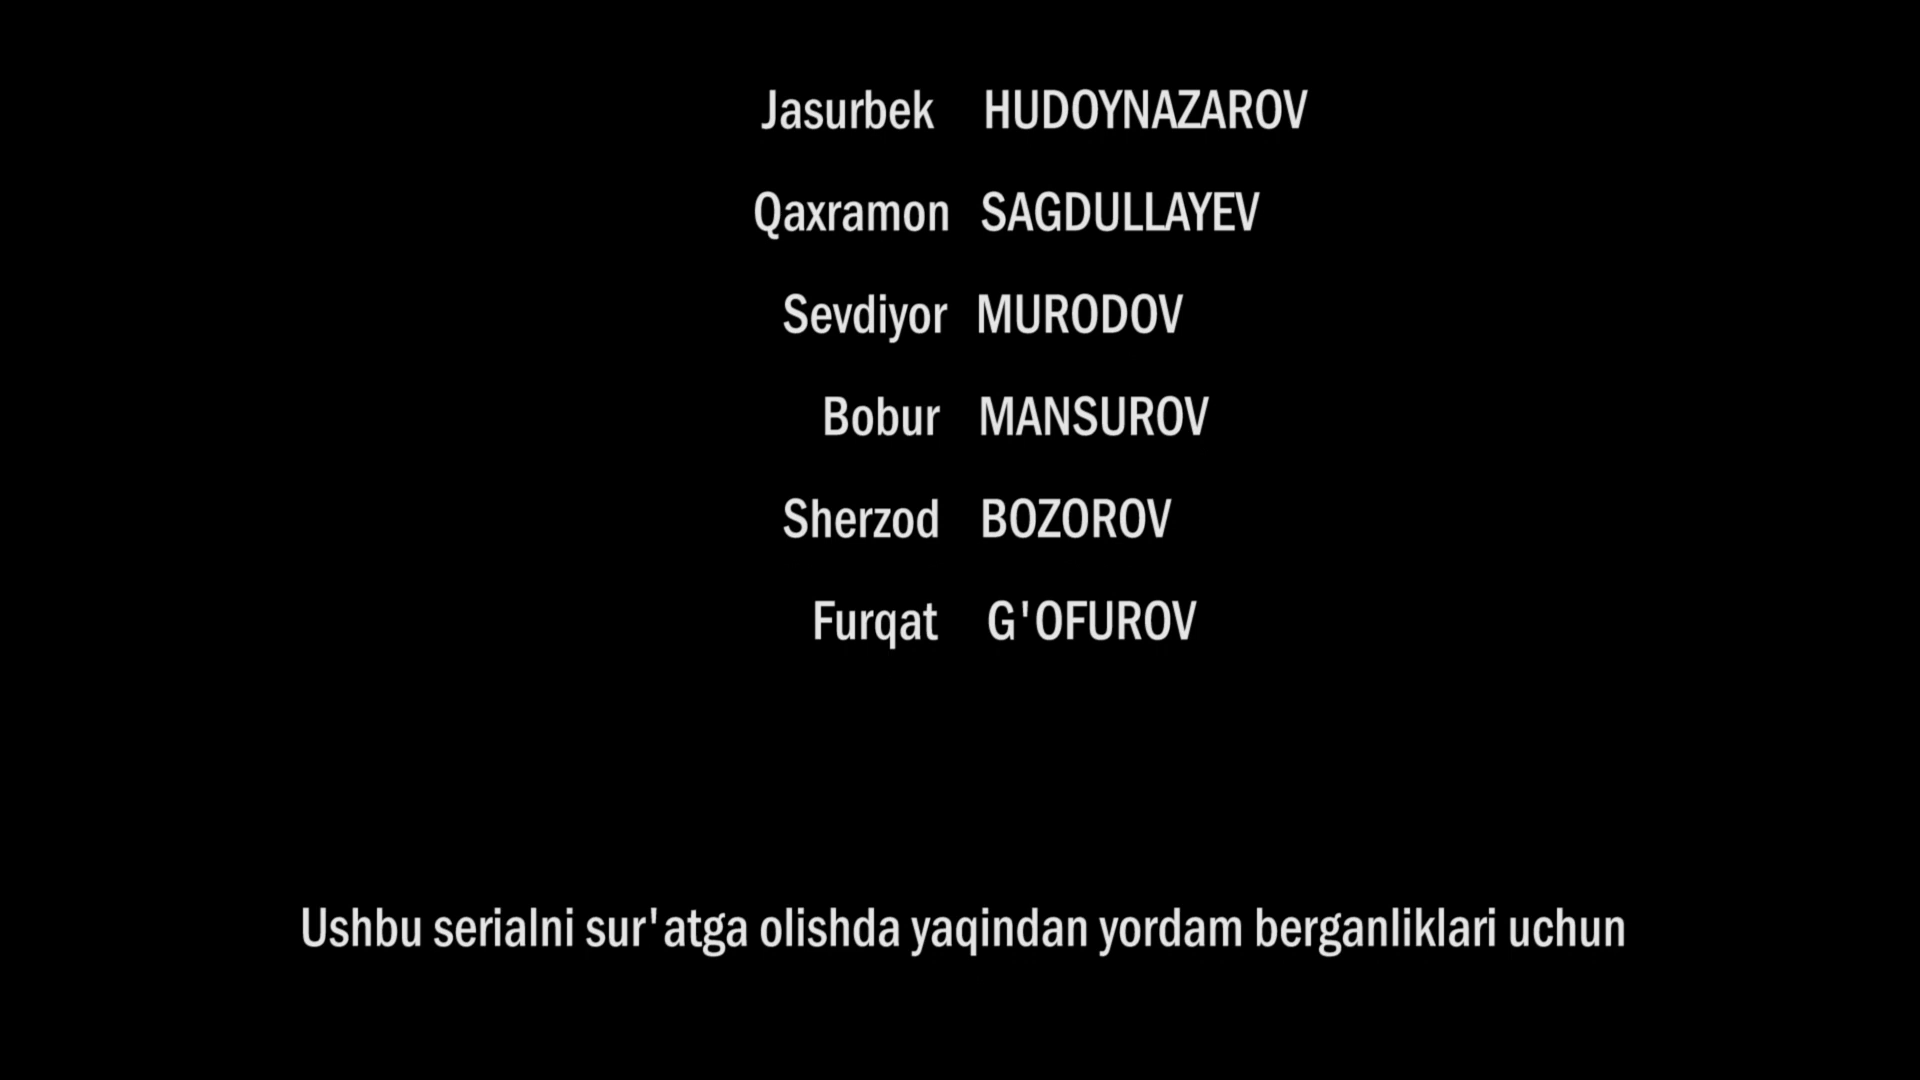 Jasurbek HUDOYNAZAROV
Qaxramon SAGDULLAYEV
Sevdiyor MURODOV
Bobur MANSUROV
Sherzod BOZOROV
Furqat G'OFUROV
Ushbu serialni sur'atga olishda yaqindan yordam berganliklari uchun